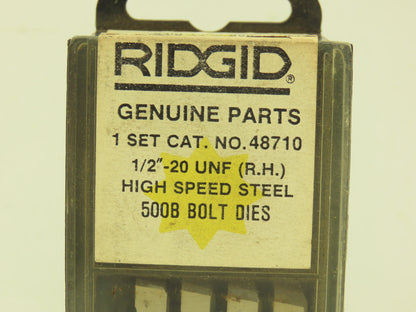 RIDGID®
GENUINE PARTS
1 SET CAT. NO. 48710
1/2"-20 UNF (R.H.)
HIGH SPEED STEEL
500B BOLT DIES